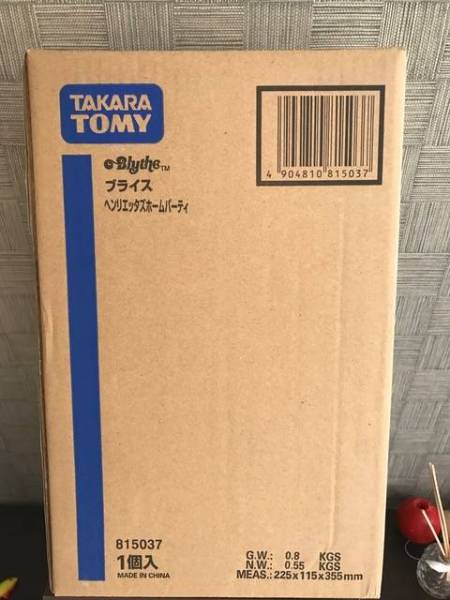 TAKARA
TOMY
4 904810 815037
Blythe™
ブライス
ヘンリエッタズホームパーティ
815037
1個入
MADE IN CHINA
G.W.: 0.8 KGS
N.W.: 0.55 KGS
MEAS.: 225x115x355mm